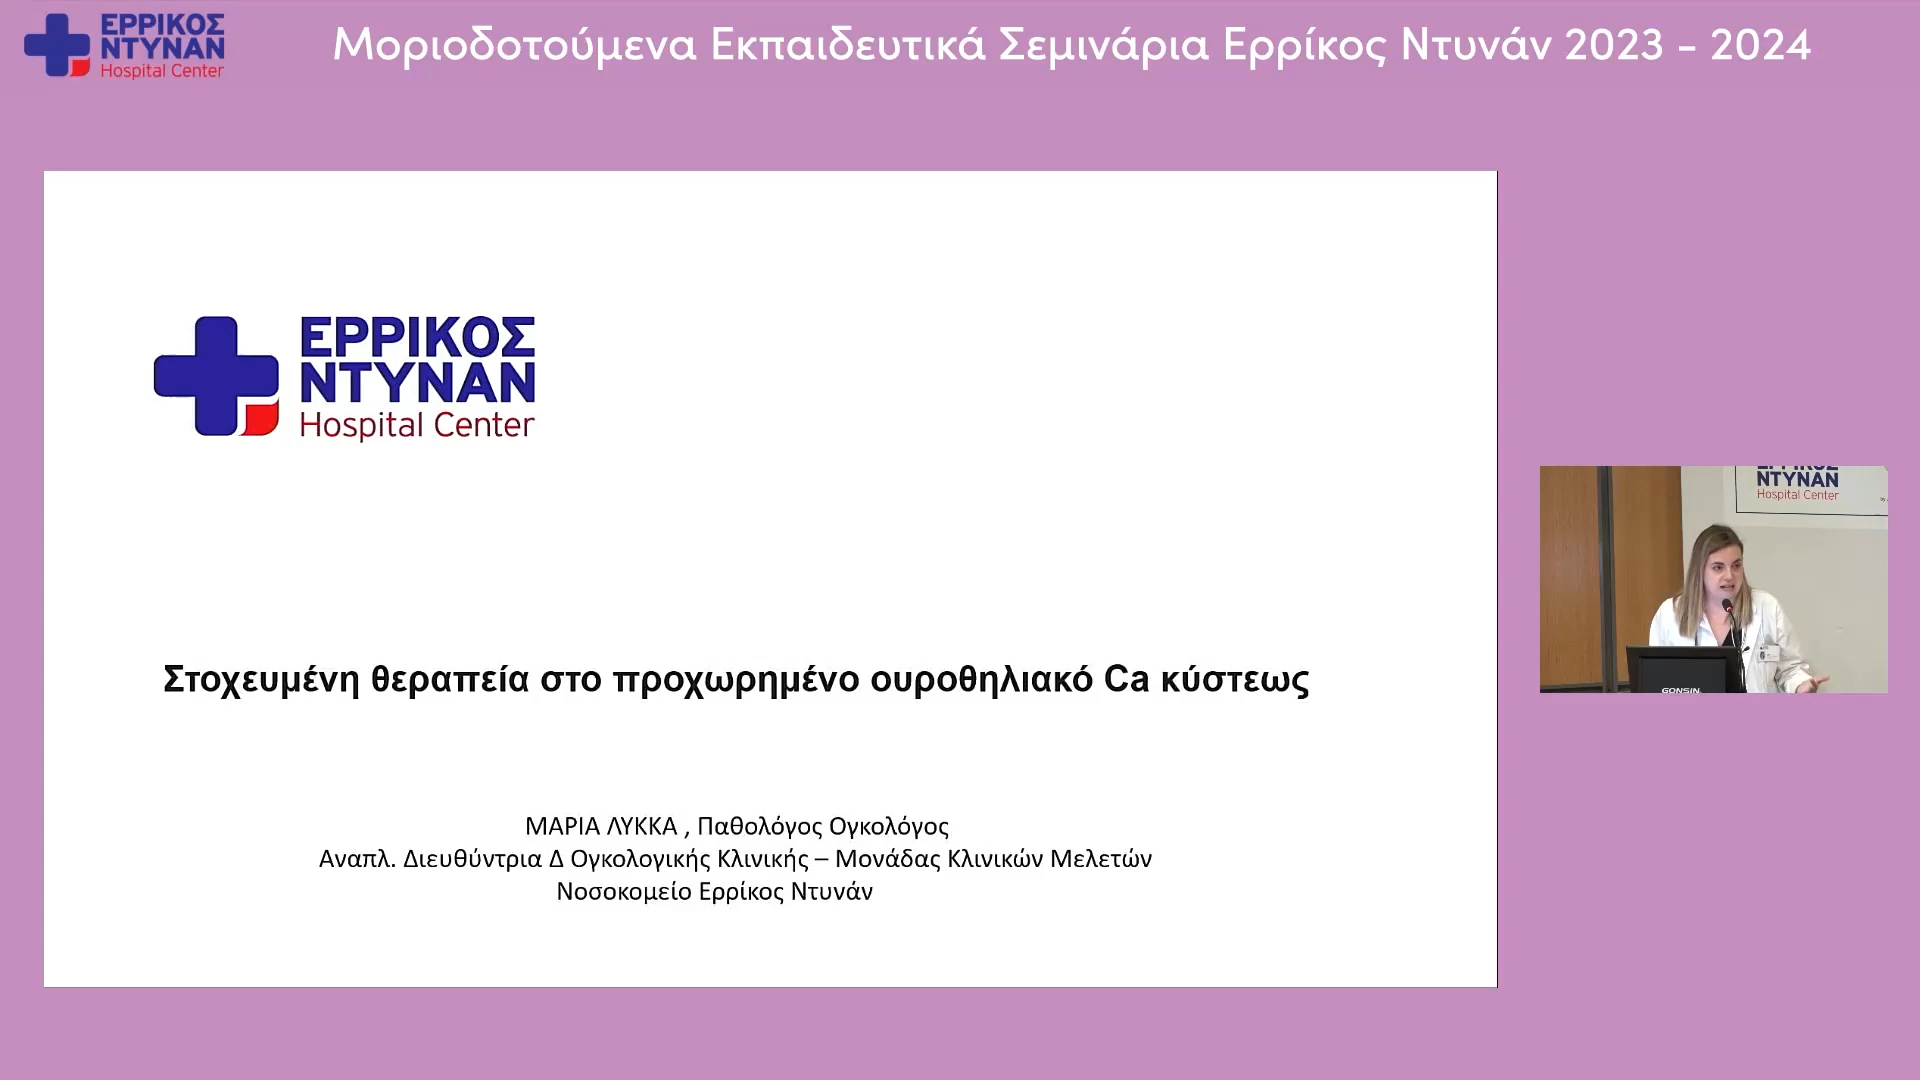 ΕΡΡΙΚΟΣ
ΝΤΥΝΑΝ
Hospital Center
Μοριοδοτούμενα Εκπαιδευτικά Σεμινάρια Ερρίκος Ντυνάν 2023 - 2024
ΕΡΡΙΚΟΣ
ΝΤΥΝΑΝ
Hospital Center
Στοχευμένη θεραπεία στο προχωρημένο ουροθηλιακό Ca κύστεως
ΜΑΡΙΑ ΛΥΚΚΑ , Παθολόγος Ογκολόγος
Αναπλ. Διευθύντρια Δ Ογκολογικής Κλινικής – Μονάδας Κλινικών Μελετών
Νοσοκομείο Ερρίκος Ντυνάν
ΕΡΡΙΚΟΣ
ΝΤΥΝΑΝ
Hospital Center
GONSIN